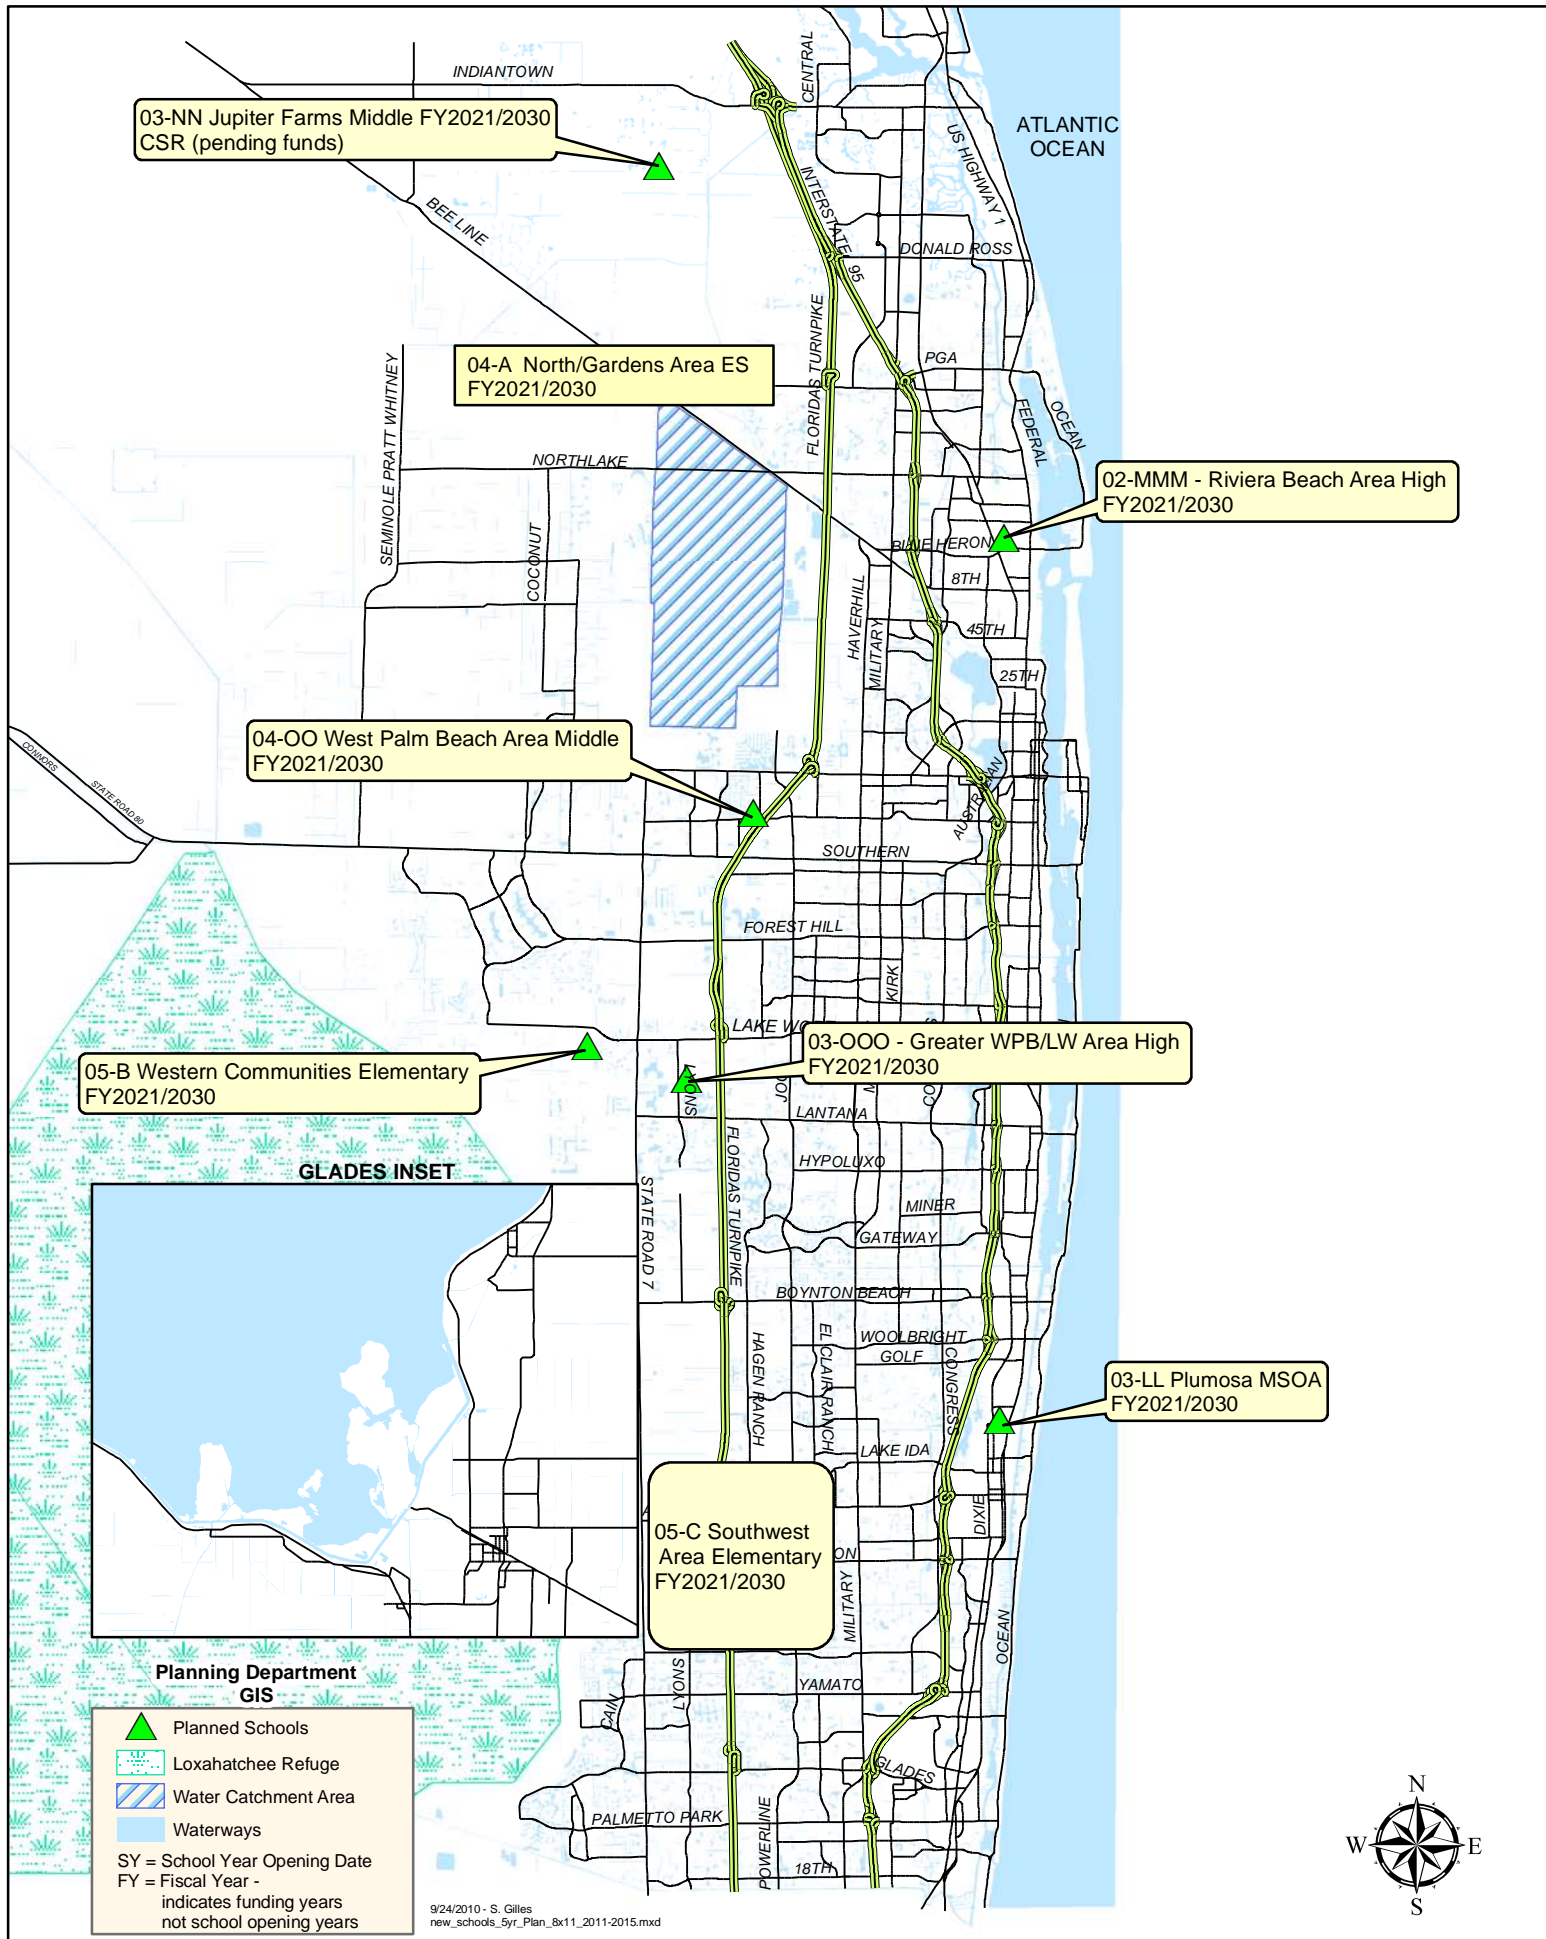 INDIANTOWN
CENTRAL
03-NN Jupiter Farms Middle FY2021/2030
CSR (pending funds)
ATLANTIC
OCEAN
US HIGHWAY 1
INTERSTATE 95
BEE LINE
DONALD ROSS
FLORIDAS TURNPIKE
04-A North/Gardens Area ES
FY2021/2030
PGA
SEMINOLE PRATT WHITNEY
FEDERAL
OCEAN
NORTHLAKE
02-MMM - Riviera Beach Area High
FY2021/2030
COCONUT
BLUE HERON
8TH
HAVERHILL
MILITARY
45TH
25TH
04-OO West Palm Beach Area Middle
FY2021/2030
CONNORS
STATE ROAD 80
AUSTRALIAN
SOUTHERN
FOREST HILL
KIRK
LAKE WO
03-OOO - Greater WPB/LW Area High
FY2021/2030
05-B Western Communities Elementary
FY2021/2030
LYONS
JOG
M
CO
S
LANTANA
GLADES INSET
FLORIDAS TURNPIKE
HYPOLUXO
STATE ROAD 7
MINER
GATEWAY
BOYNTON BEACH
HAGEN RANCH
EL CLAIR RANCH
WOOLBRIGHT
GOLF
CONGRESS
03-LL Plumosa MSOA
FY2021/2030
LAKE IDA
DIXIE
05-C Southwest
Area Elementary
FY2021/2030
ON
MILITARY
OCEAN
Planning Department
GIS
CAIN
LYONS
YAMATO
Planned Schools
Loxahatchee Refuge
Water Catchment Area
Waterways
SY = School Year Opening Date
FY = Fiscal Year -
indicates funding years
not school opening years
GLADES
PALMETTO PARK
POWERLINE
18TH
N
W
E
S
9/24/2010 - S. Gilles
new_schools_5yr_Plan_8x11_2011-2015.mxd